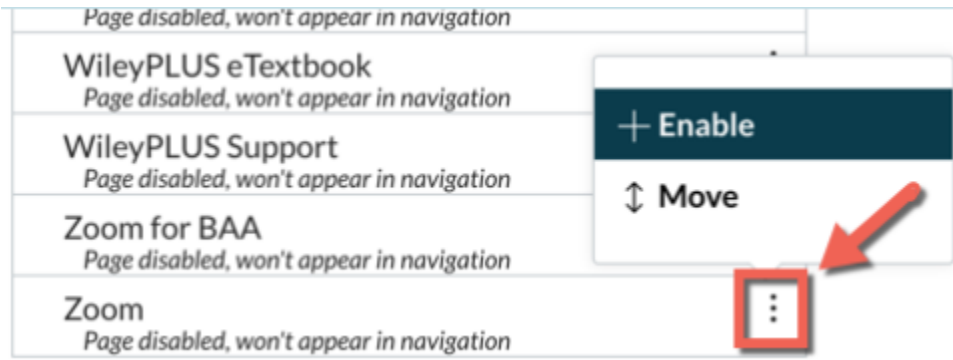 Page disabled, won't appear in navigation
WileyPLUS eTextbook
Page disabled, won't appear in navigation
WileyPLUS Support
Page disabled, won't appear in navigation
Zoom for BAA
Page disabled, won't appear in navigation
Zoom
Page disabled, won't appear in navigation
Enable
Move